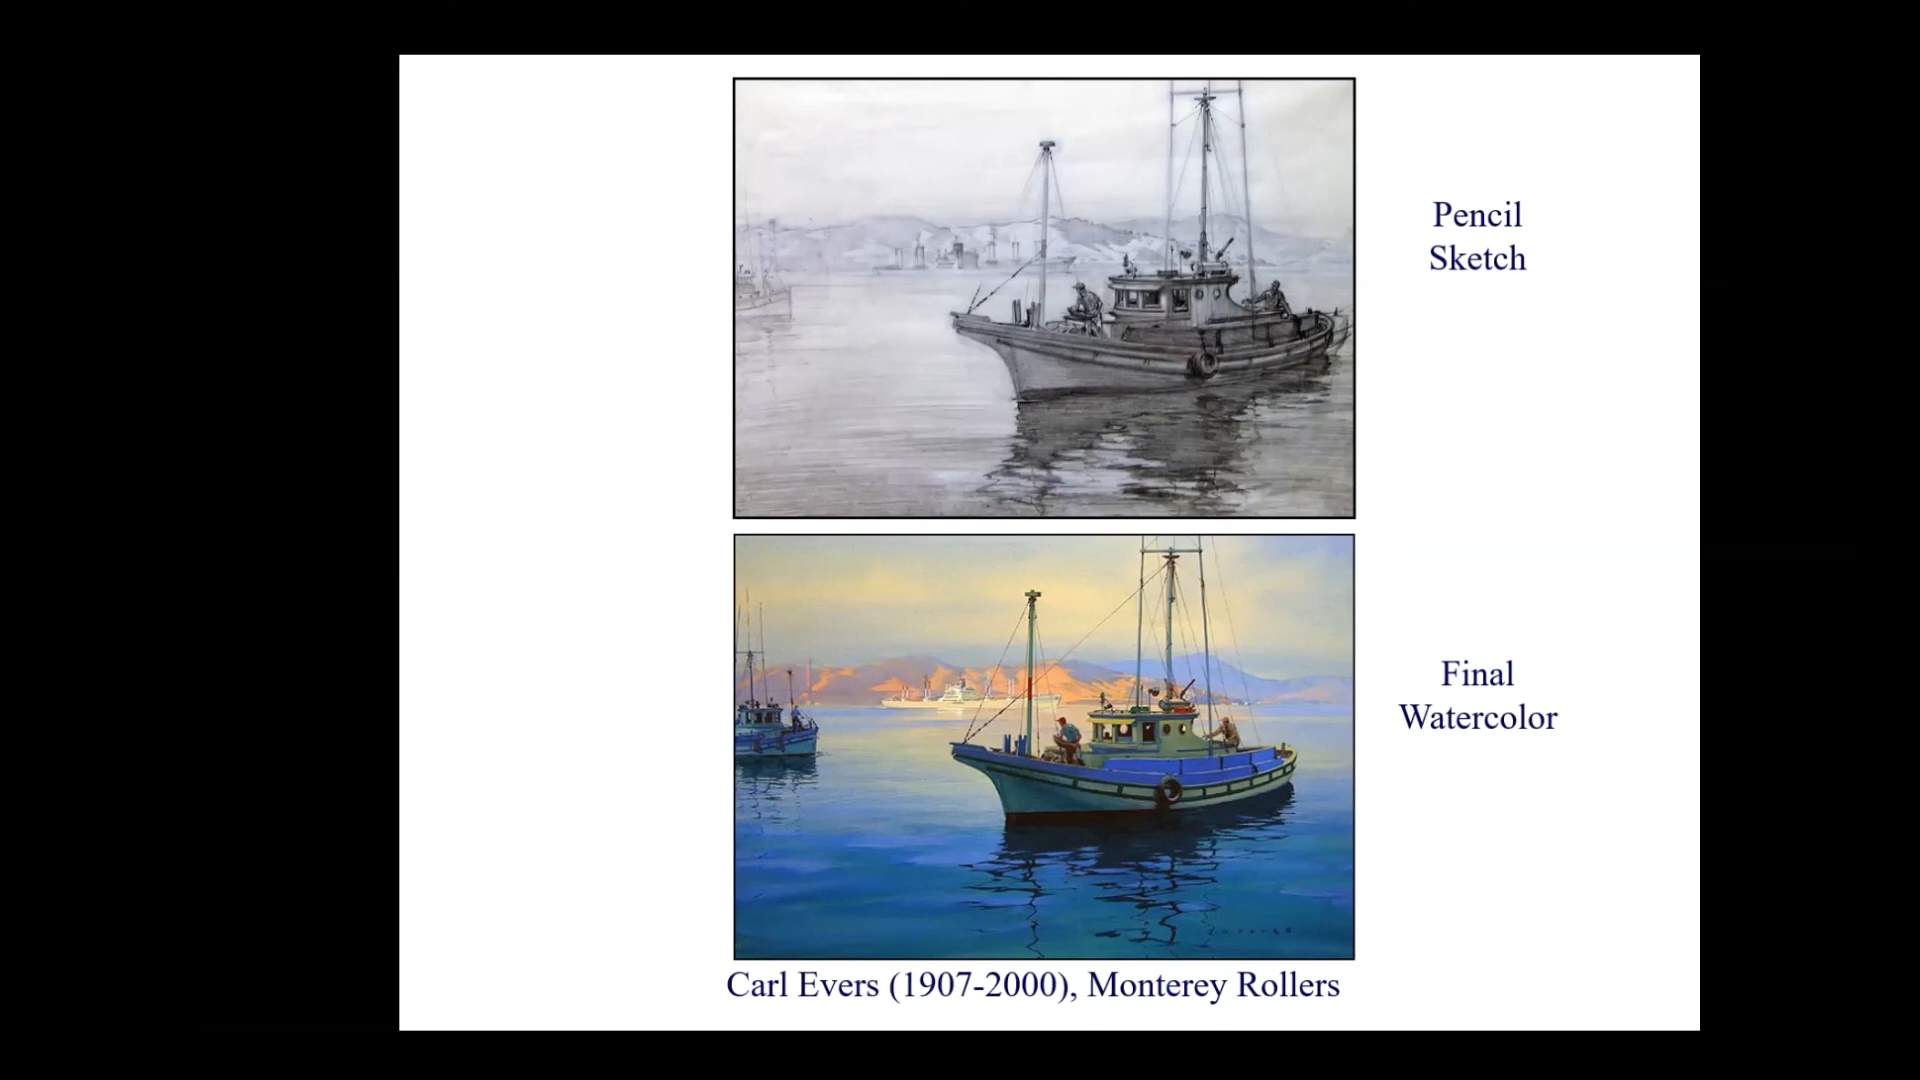 Pencil
Sketch
Final
Watercolor
Carl Evers (1907-2000), Monterey Rollers